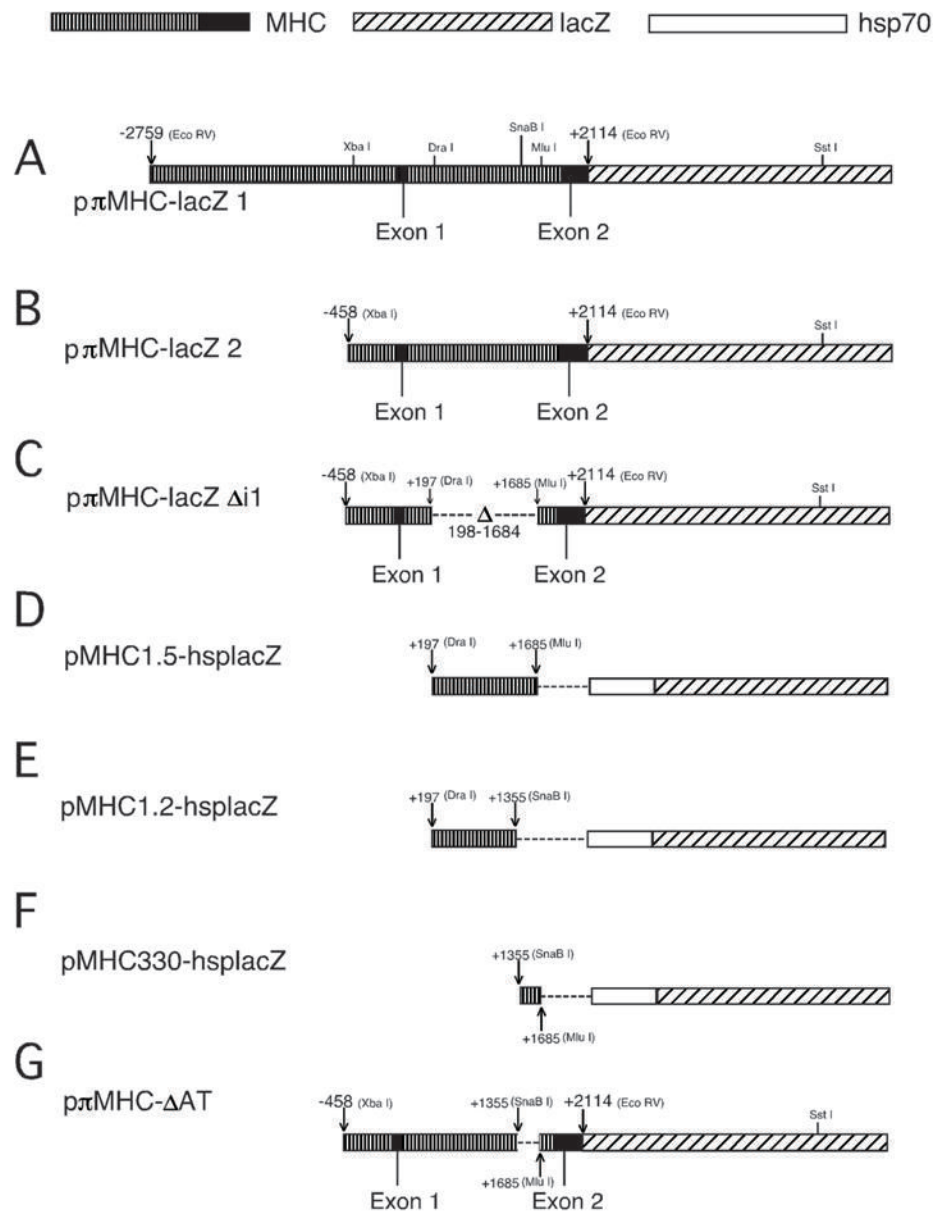 MHC lacZ hsp70
A
-2759 (Eco RV) Xba I Dra I SnaB I Mlu I +2114 (Eco RV) Sst I
pπMHC-lacZ 1
Exon 1 Exon 2
B
-458 (Xba I) +2114 (Eco RV) Sst I
pπMHC-lacZ 2
Exon 1 Exon 2
C
-458 (Xba I) +197 (Dra I) +1685 (Mlu I) +2114 (Eco RV) Sst I
pπMHC-lacZ Δi1
Δ
198-1684
Exon 1 Exon 2
D
+197 (Dra I) +1685 (Mlu I)
pMHC1.5-hsplacZ
E
+197 (Dra I) +1355 (SnaB I)
pMHC1.2-hsplacZ
F
pMHC330-hsplacZ
+1355 (SnaB I)
+1685 (Mlu I)
G
pπMHC-ΔAT
-458 (Xba I) +1355 (SnaB I) +2114 (Eco RV) Sst I
+1685 (Mlu I)
Exon 1 Exon 2